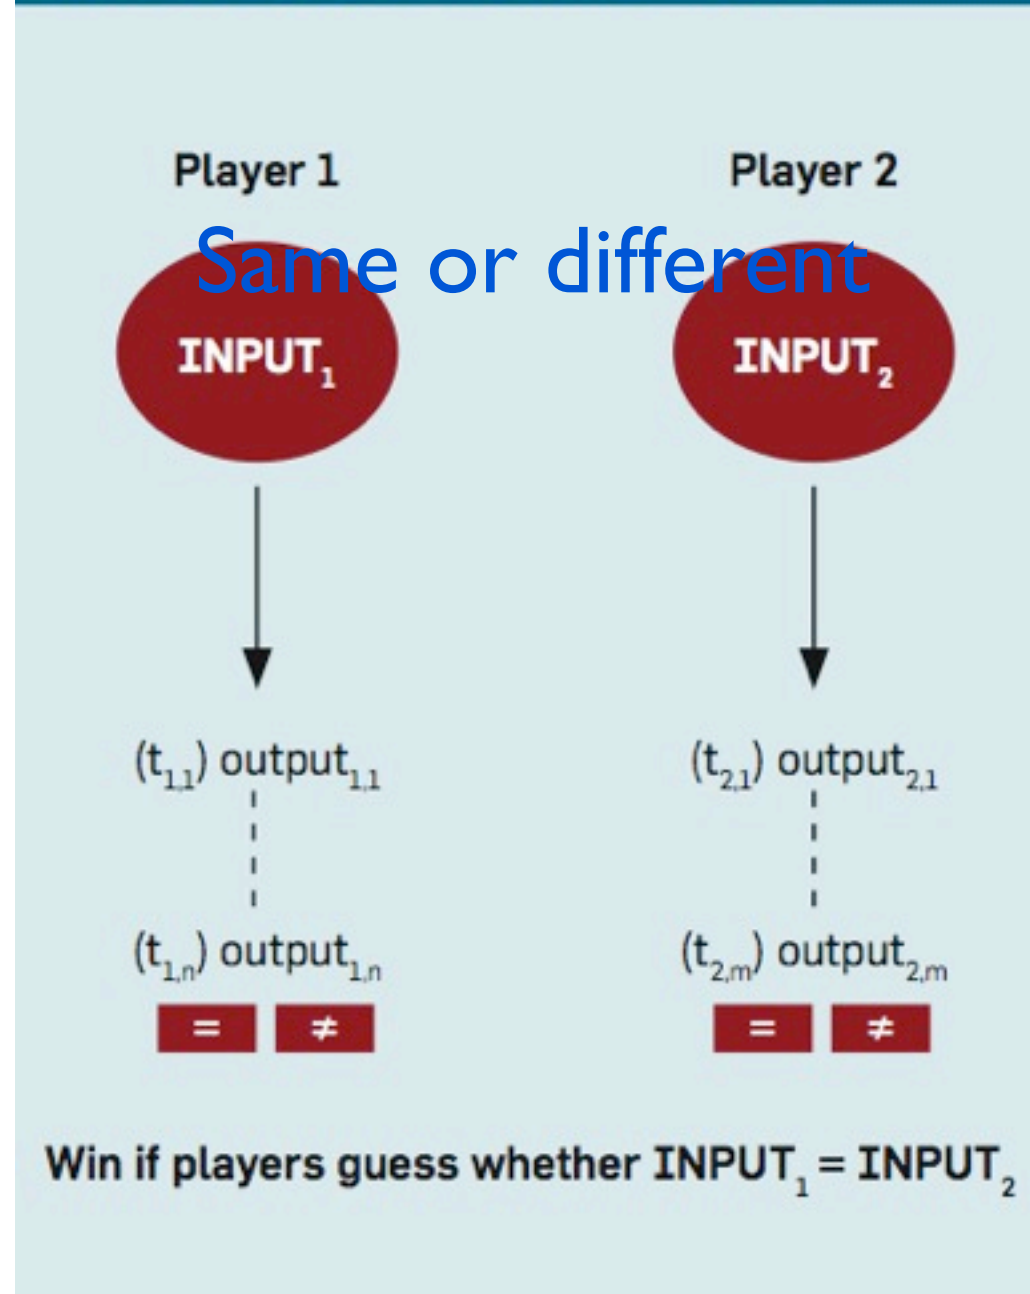 Player 1 Player 2
Same or different
INPUT₁ INPUT₂
(t₁,₁) output₁,₁ (t₂,₁) output₂,₁
(t₁,ₙ) output₁,ₙ (t₂,ₘ) output₂,ₘ
= ≠ = ≠
Win if players guess whether INPUT₁ = INPUT₂